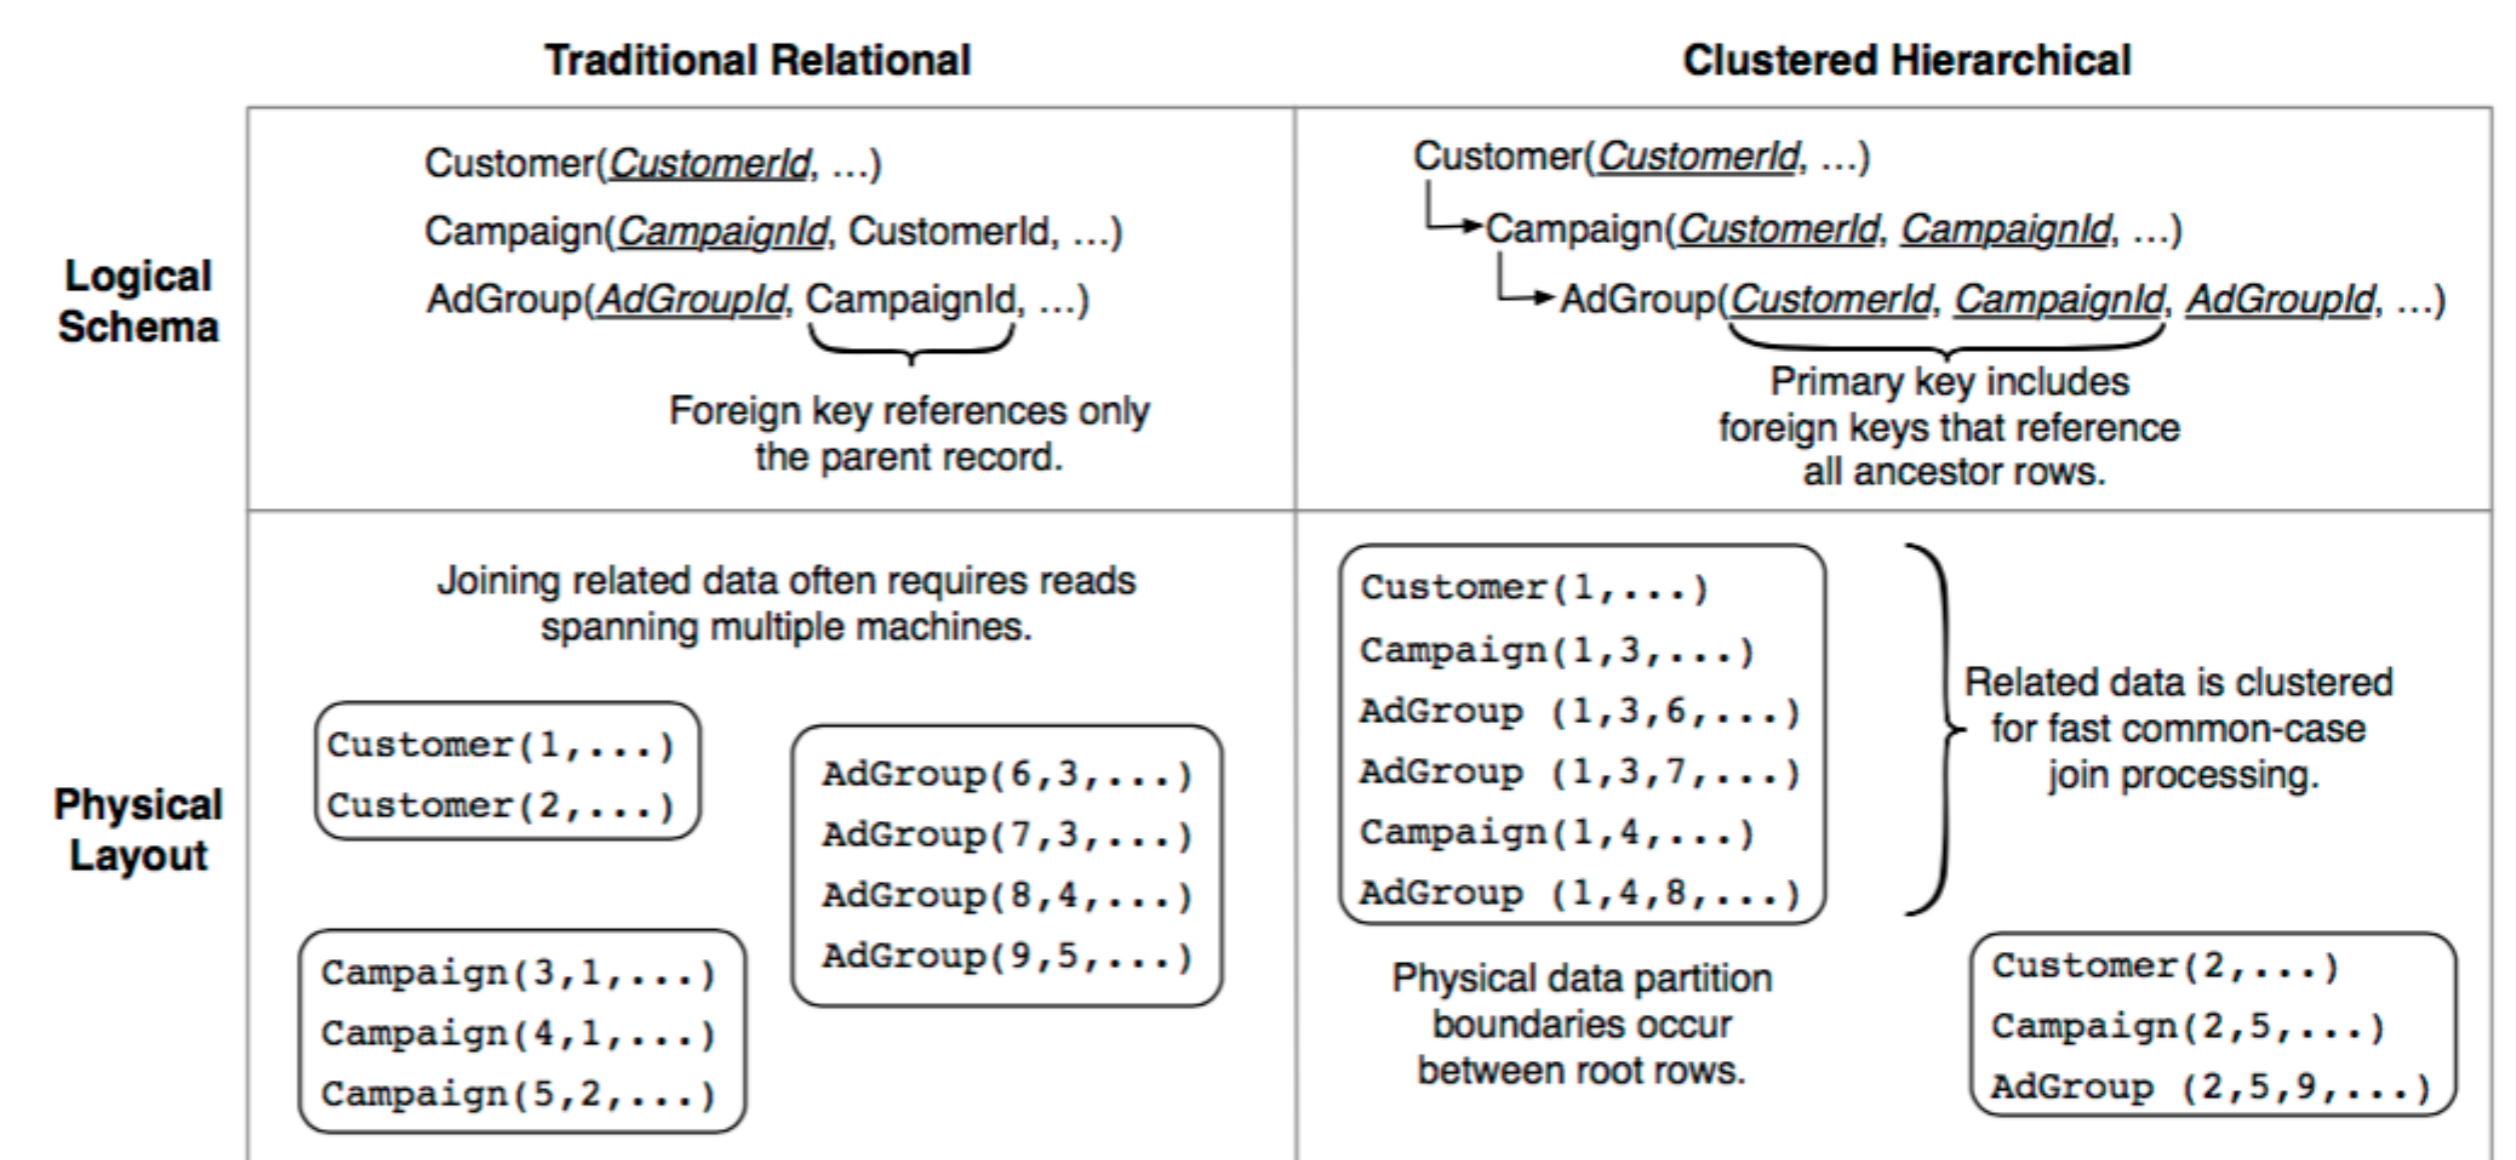 Traditional Relational
Clustered Hierarchical
Logical
Schema
Customer(CustomerId, ...)
Campaign(CampaignId, CustomerId, ...)
AdGroup(AdGroupId, CampaignId, ...)
Foreign key references only
the parent record.
Customer(CustomerId, ...)
Campaign(CustomerId, CampaignId, ...)
AdGroup(CustomerId, CampaignId, AdGroupId, ...)
Primary key includes
foreign keys that reference
all ancestor rows.
Physical
Layout
Joining related data often requires reads
spanning multiple machines.
Customer(1,...)
Customer(2,...)
AdGroup(6,3,...)
AdGroup(7,3,...)
AdGroup(8,4,...)
AdGroup(9,5,...)
Campaign(3,1,...)
Campaign(4,1,...)
Campaign(5,2,...)
Customer(1,...)
Campaign(1,3,...)
AdGroup (1,3,6,...)
AdGroup (1,3,7,...)
Campaign(1,4,...)
AdGroup (1,4,8,...)
Related data is clustered
for fast common-case
join processing.
Physical data partition
boundaries occur
between root rows.
Customer(2,...)
Campaign(2,5,...)
AdGroup (2,5,9,...)